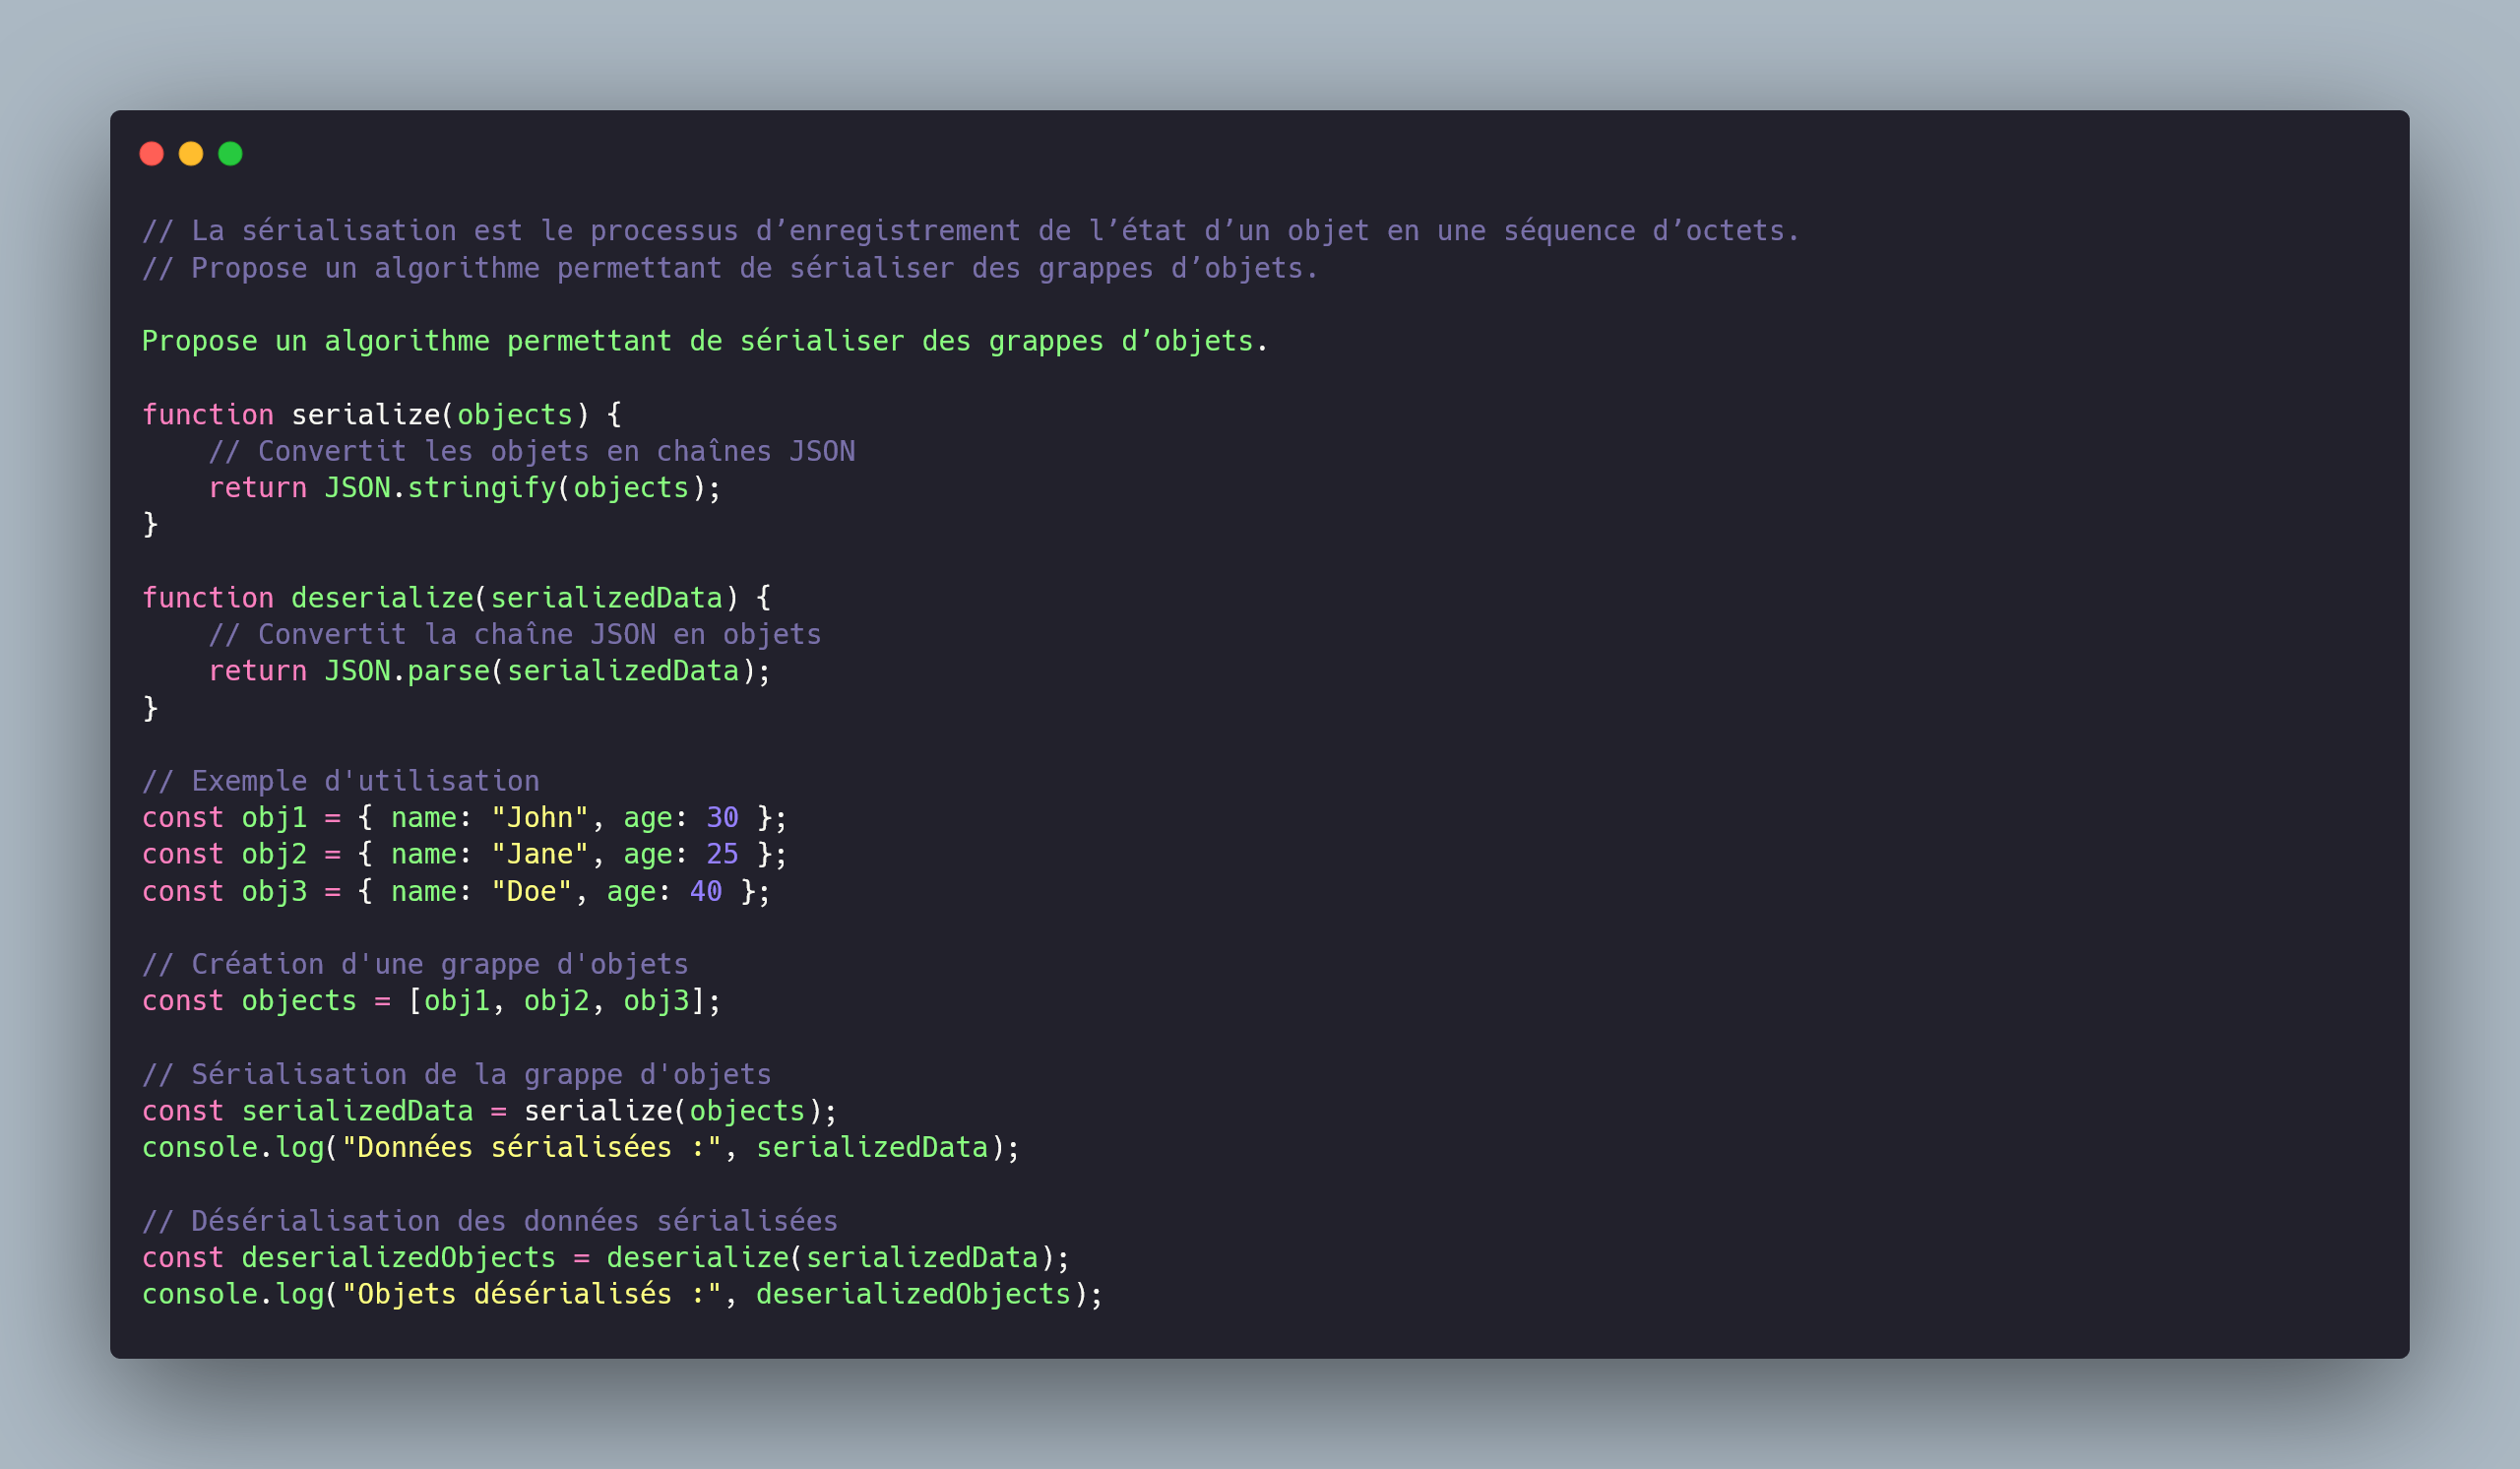 // La sérialisation est le processus d’enregistrement de l’état d’un objet en une séquence d’octets.
// Propose un algorithme permettant de sérialiser des grappes d’objets.
Propose un algorithme permettant de sérialiser des grappes d’objets.
function serialize(objects) {
    // Convertit les objets en chaînes JSON
    return JSON.stringify(objects);
}
function deserialize(serializedData) {
    // Convertit la chaîne JSON en objets
    return JSON.parse(serializedData);
}
// Exemple d'utilisation
const obj1 = { name: "John", age: 30 };
const obj2 = { name: "Jane", age: 25 };
const obj3 = { name: "Doe", age: 40 };
// Création d'une grappe d'objets
const objects = [obj1, obj2, obj3];
// Sérialisation de la grappe d'objets
const serializedData = serialize(objects);
console.log("Données sérialisées :", serializedData);
// Désérialisation des données sérialisées
const deserializedObjects = deserialize(serializedData);
console.log("Objets désérialisés :", deserializedObjects);